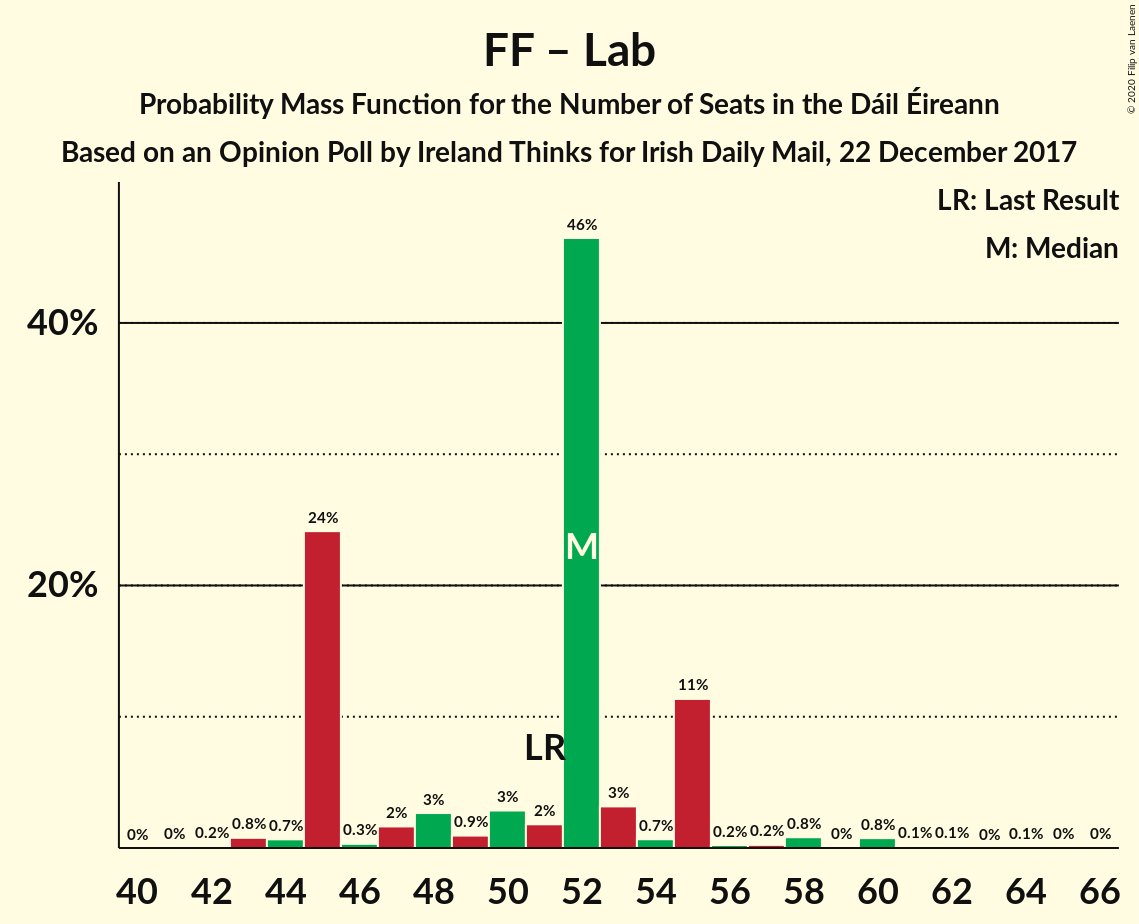 FF – Lab
Probability Mass Function for the Number of Seats in the Dáil Éireann
Based on an Opinion Poll by Ireland Thinks for Irish Daily Mail, 22 December 2017
© 2020 Filip van Laenen
LR: Last Result
M: Median
46%
40%
24%
M
20%
11%
LR
0% 0% 0.2% 0.8% 0.7% 0.3% 2% 3% 0.9% 3% 2% 3% 0.7% 0.2% 0.2% 0.8% 0% 0.8% 0.1% 0.1% 0% 0.1% 0% 0%
40 42 44 46 48 50 52 54 56 58 60 62 64 66